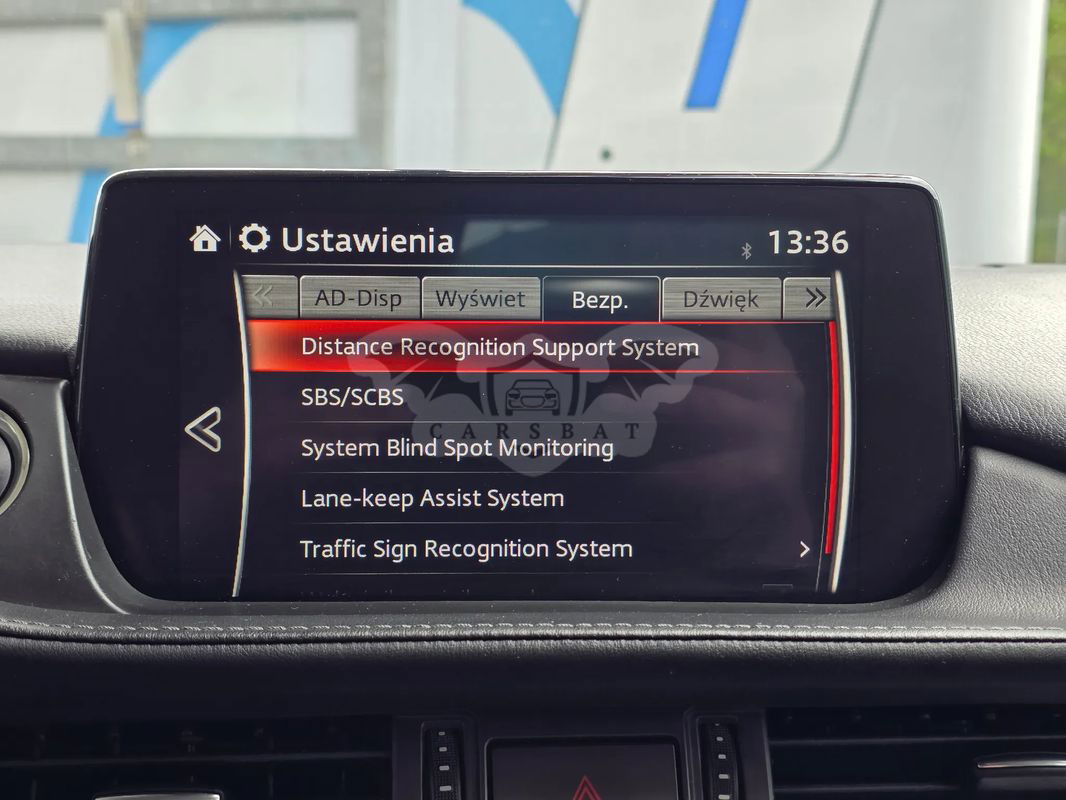 Ustawienia 13:36
AD-Disp Wyświet Bezp. Dźwięk
Distance Recognition Support System
SBS/SCBS
CARSBAT
System Blind Spot Monitoring
Lane-keep Assist System
Traffic Sign Recognition System